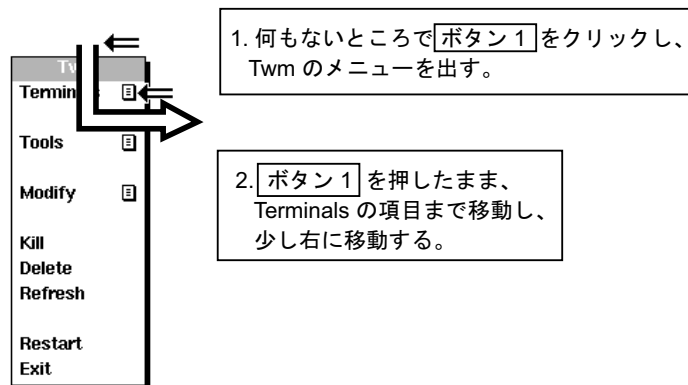 1. 何もないところで ボタン 1 をクリックし、
Twm のメニューを出す。
Tools
Modify
Kill
Delete
Refresh
Restart
Exit
2. ボタン 1 を押したまま、
Terminals の項目まで移動し、
少し右に移動する。